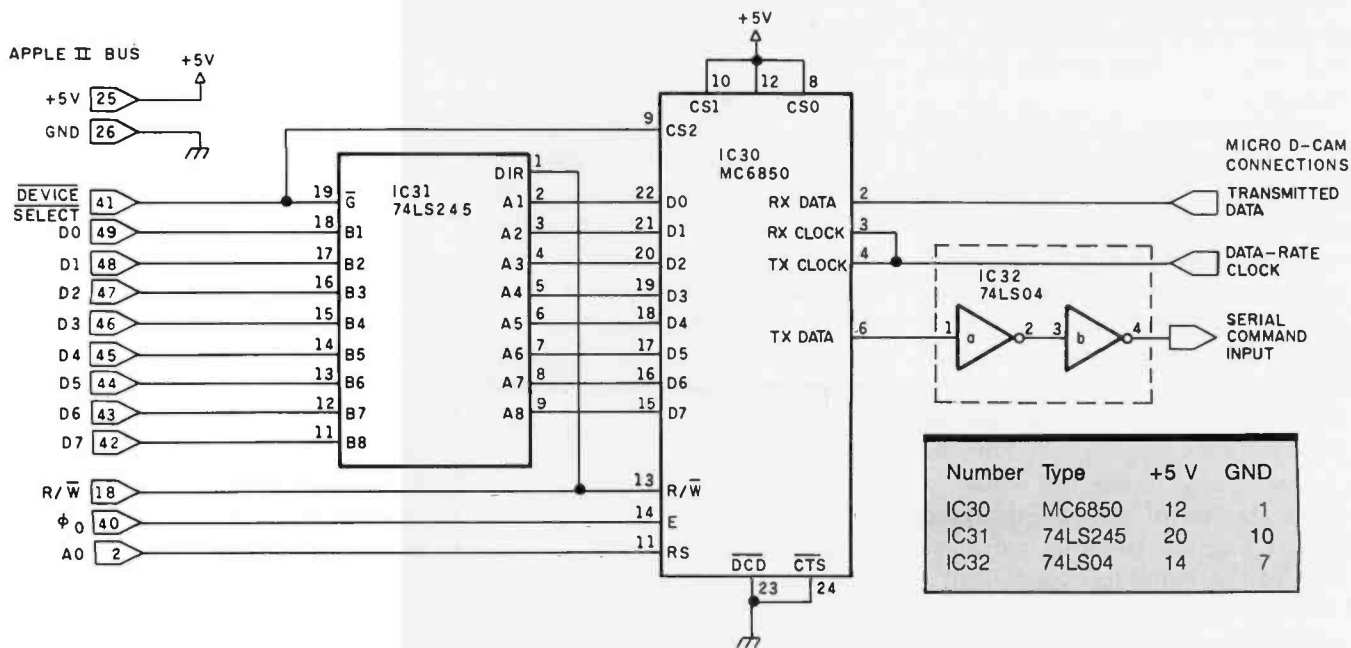 APPLE II BUS
+5V
+5V 25
GND 26
DEVICE SELECT 41
D0 49
D1 48
D2 47
D3 46
D4 45
D5 44
D6 43
D7 42
R/W̅ 18
ϕ0 40
A0 2
IC31
74LS245
19 G̅
18 B1
17 B2
16 B3
15 B4
14 B5
13 B6
12 B7
11 B8
DIR 1
A1 2
A2 3
A3 4
A4 5
A5 6
A6 7
A7 8
A8 9
+5V
10 12 8
CS1 CS0
9 CS2
IC30
MC6850
22 D0
21 D1
20 D2
19 D3
18 D4
17 D5
16 D6
15 D7
13 R/W̅
14 E
11 RS
RX DATA 2
RX CLOCK 3
TX CLOCK 4
TX DATA 6
DCD CTS
23 24
IC32
74LS04
1 a 2 3 b 4
MICRO D-CAM
CONNECTIONS
TRANSMITTED
DATA
DATA-RATE
CLOCK
SERIAL
COMMAND
INPUT
Number Type +5 V GND
IC30 MC6850 12 1
IC31 74LS245 20 10
IC32 74LS04 14 7